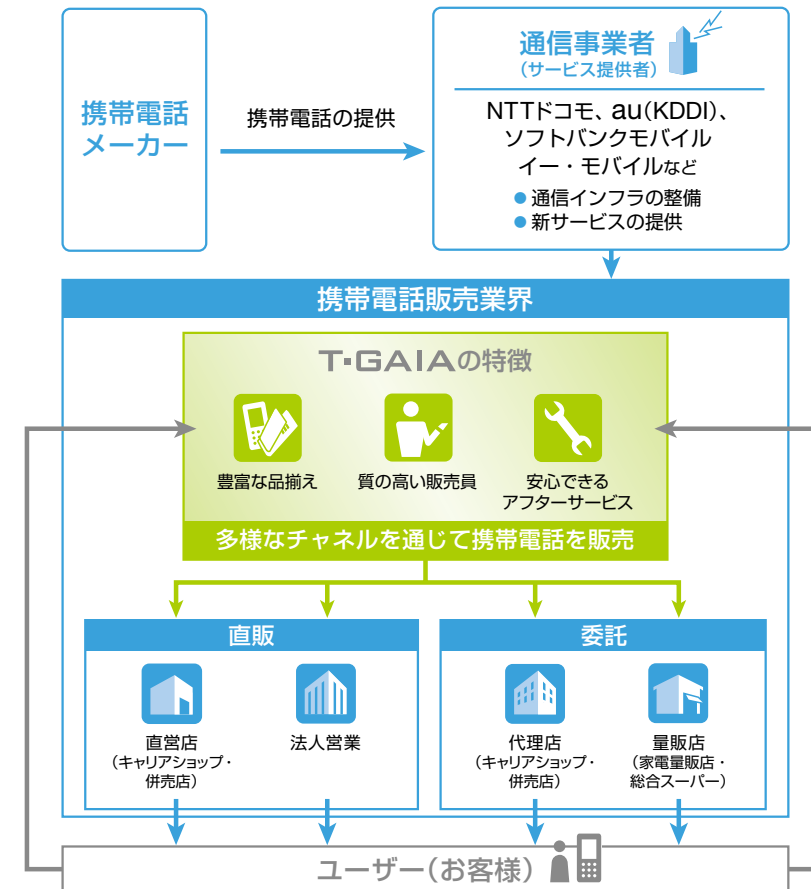 携帯電話
メーカー
携帯電話の提供
通信事業者
（サービス提供者）
NTTドコモ、au（KDDI）、
ソフトバンクモバイル
イー・モバイルなど
●通信インフラの整備
●新サービスの提供
携帯電話販売業界
T-GAIAの特徴
豊富な品揃え
質の高い販売員
安心できる
アフターサービス
多様なチャネルを通じて携帯電話を販売
直販
直営店
（キャリアショップ・
併売店）
法人営業
委託
代理店
（キャリアショップ・
併売店）
量販店
（家電量販店・
総合スーパー）
ユーザー（お客様）